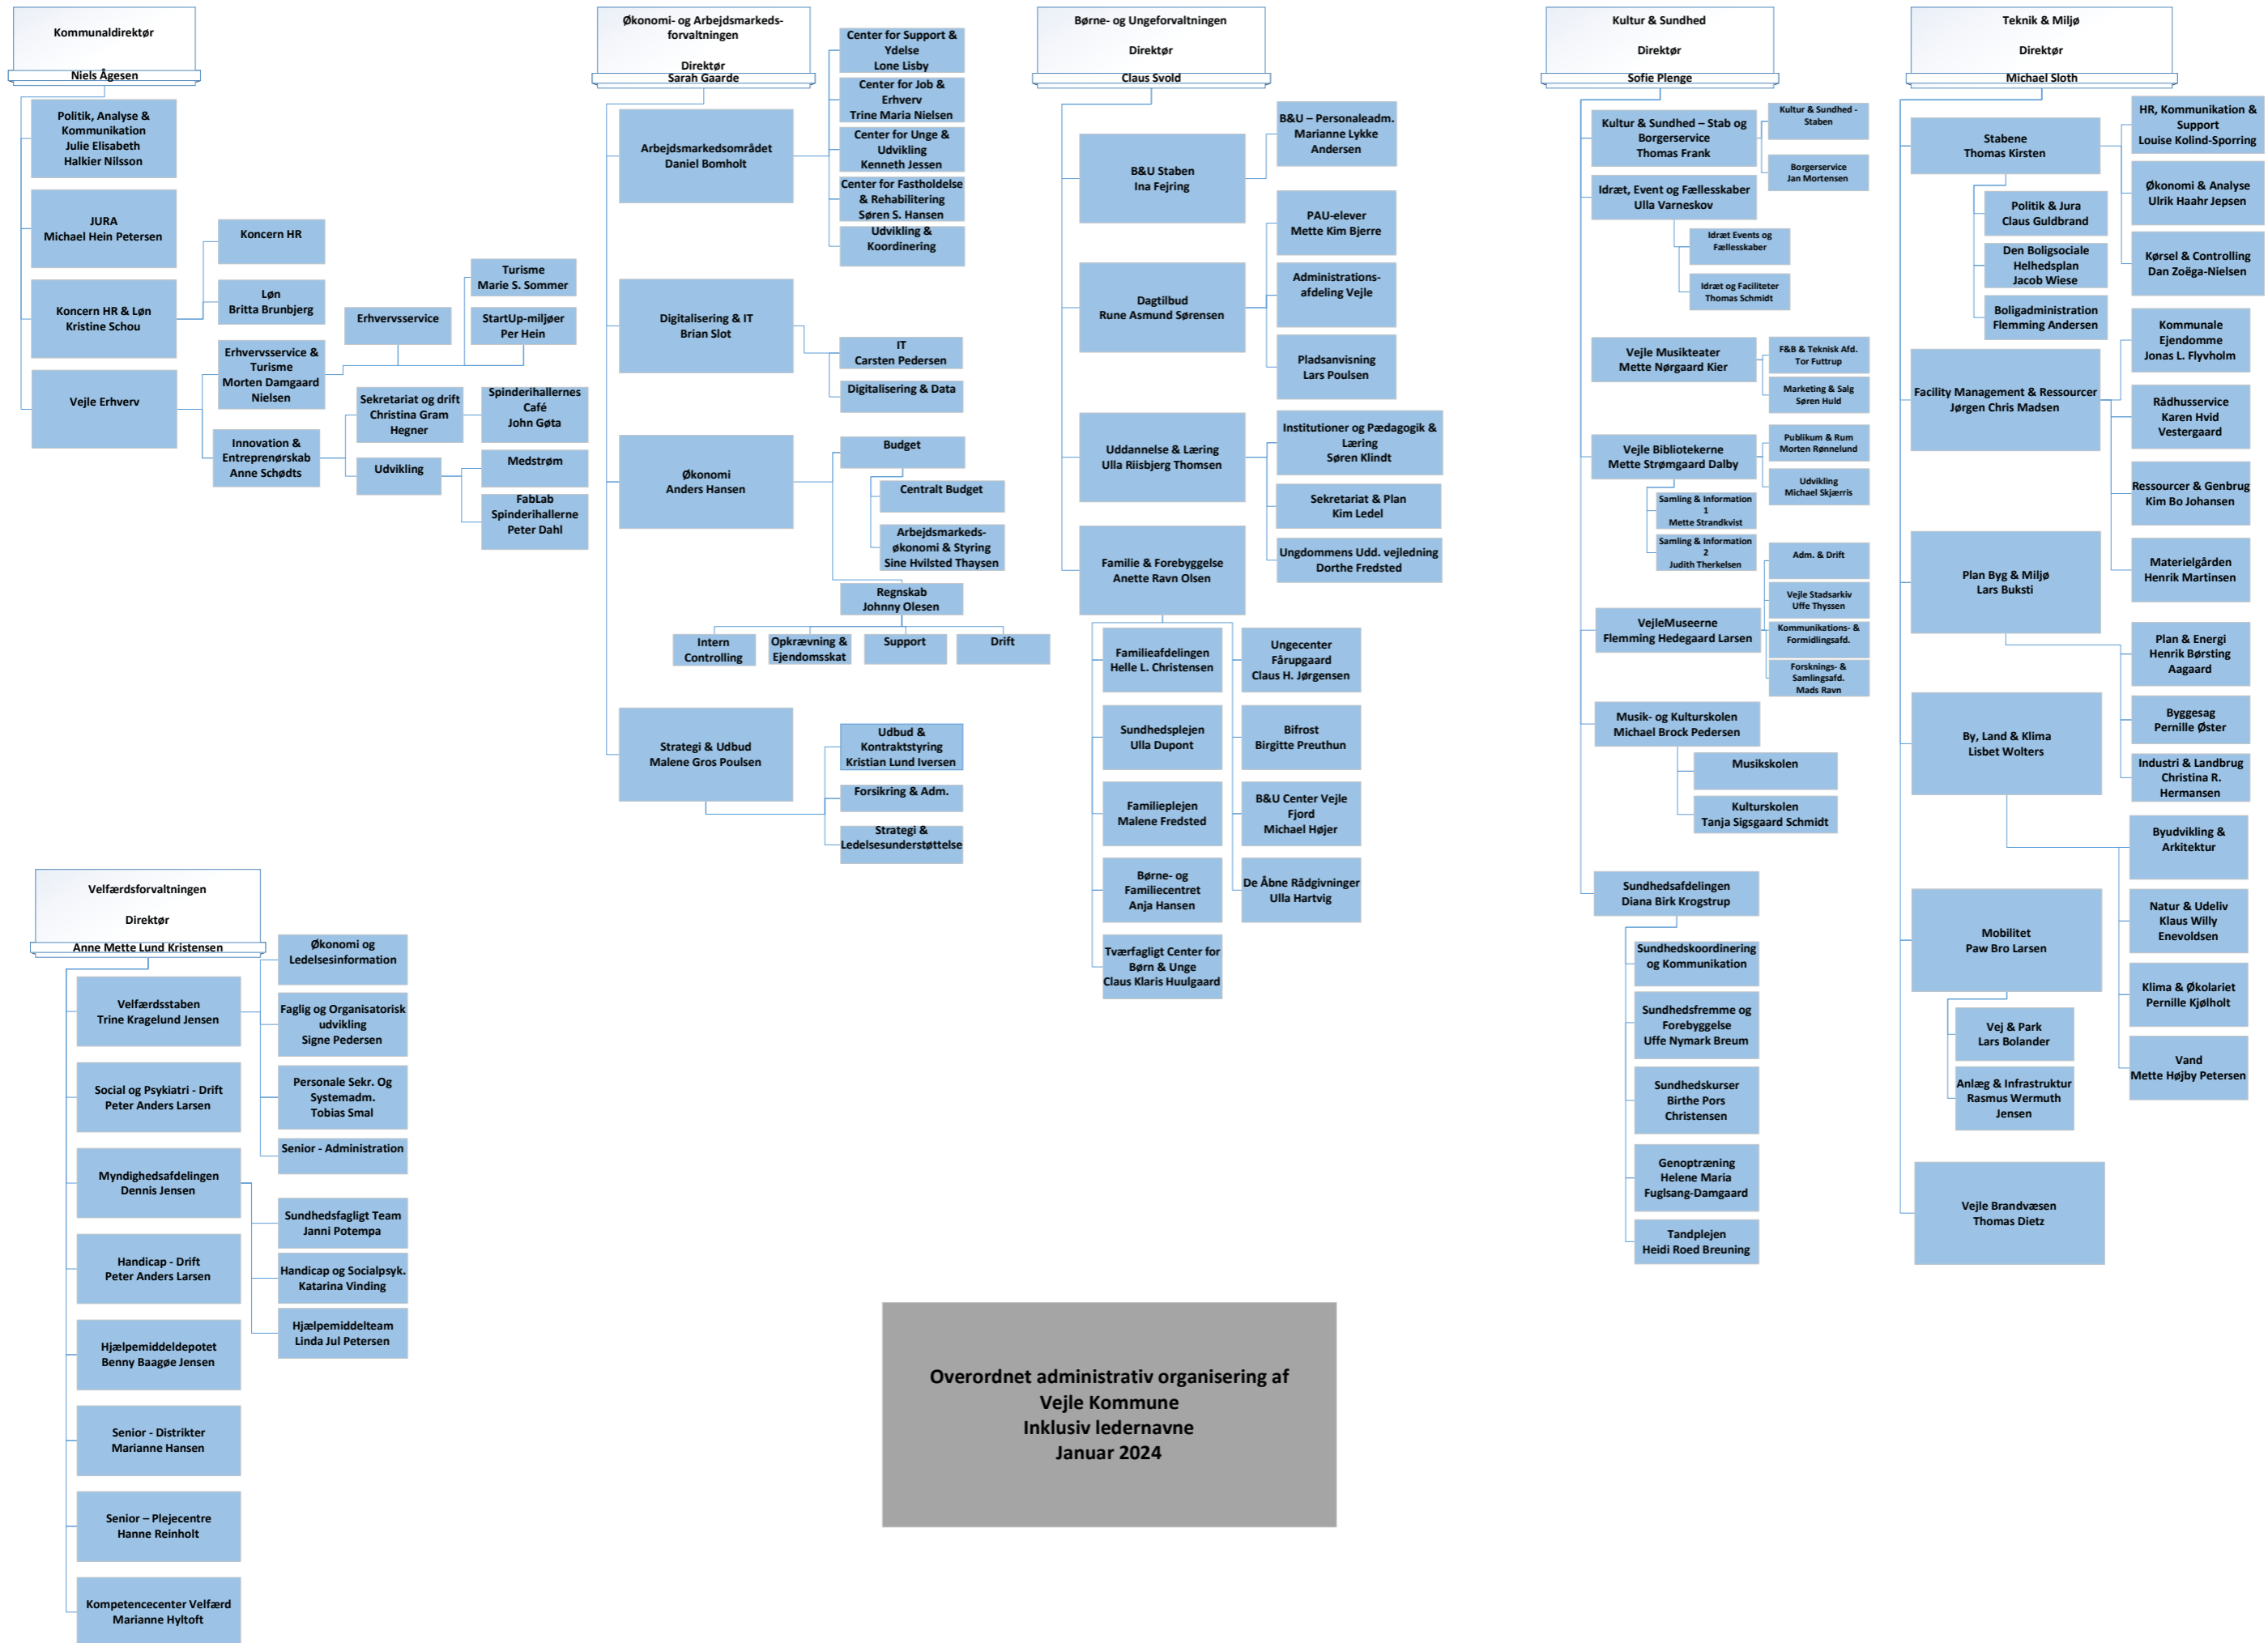 Kommunaldirektør
Niels Ågesen
Politik, Analyse &
Kommunikation
Julie Elisabeth
Halkier Nilsson
JURA
Michael Hein Petersen
Koncern HR & Løn
Kristine Schou
Koncern HR
Løn
Britta Brunbjerg
Vejle Erhverv
Erhvervsservice &
Turisme
Morten Damgaard
Nielsen
Erhvervsservice
Turisme
Marie S. Sommer
StartUp-miljøer
Per Hein
Innovation &
Entreprenørskab
Anne Schødts
Sekretariat og drift
Christina Gram
Hegner
Spinderihallernes
Café
John Gøta
Udvikling
Medstrøm
FabLab
Spinderihallerne
Peter Dahl
Økonomi- og Arbejdsmarkeds-
forvaltningen
Direktør
Sarah Gaarde
Arbejdsmarkedsområdet
Daniel Bomholt
Center for Support &
Ydelse
Lone Lisby
Center for Job &
Erhverv
Trine Maria Nielsen
Center for Unge &
Udvikling
Kenneth Jessen
Center for Fastholdelse
& Rehabilitering
Søren S. Hansen
Udvikling &
Koordinering
Digitalisering & IT
Brian Slot
IT
Carsten Pedersen
Digitalisering & Data
Økonomi
Anders Hansen
Budget
Centralt Budget
Arbejdsmarkeds-
økonomi & Styring
Sine Hvilsted Thaysen
Regnskab
Johnny Olesen
Intern
Controlling
Opkrævning &
Ejendomsskat
Support
Drift
Strategi & Udbud
Malene Gros Poulsen
Udbud &
Kontraktstyring
Kristian Lund Iversen
Forsikring & Adm.
Strategi &
Ledelsesunderstøttelse
Børne- og Ungeforvaltningen
Direktør
Claus Svold
B&U Staben
Ina Fejring
B&U – Personaleadm.
Marianne Lykke
Andersen
Dagtilbud
Rune Asmund Sørensen
PAU-elever
Mette Kim Bjerre
Administrations-
afdeling Vejle
Pladsanvisning
Lars Poulsen
Uddannelse & Læring
Ulla Riisbjerg Thomsen
Institutioner og Pædagogik &
Læring
Søren Klindt
Sekretariat & Plan
Kim Ledel
Ungdommens Udd. vejledning
Dorthe Fredsted
Familie & Forebyggelse
Anette Ravn Olsen
Familieafdelingen
Helle L. Christensen
Sundhedsplejen
Ulla Dupont
Familieplejen
Malene Fredsted
Børne- og
Familiecentret
Anja Hansen
Tværfagligt Center for
Børn & Unge
Claus Klaris Huulgaard
Ungecenter
Fårupgaard
Claus H. Jørgensen
Bifrost
Birgitte Preuthun
B&U Center Vejle
Fjord
Michael Højer
De Åbne Rådgivninger
Ulla Hartvig
Kultur & Sundhed
Direktør
Sofie Plenge
Kultur & Sundhed – Stab og
Borgerservice
Thomas Frank
Kultur & Sundhed -
Staben
Borgerservice
Jan Mortensen
Idræt, Event og Fællesskaber
Ulla Varneskov
Idræt Events og
Fællesskaber
Idræt og Faciliteter
Thomas Schmidt
Vejle Musikteater
Mette Nørgaard Kier
F&B & Teknisk Afd.
Tor Futtrup
Marketing & Salg
Søren Huld
Vejle Bibliotekerne
Mette Strømgaard Dalby
Publikum & Rum
Morten Rønnelund
Udvikling
Michael Skjærris
Samling & Information
1
Mette Strandkvist
Samling & Information
2
Judith Therkelsen
VejleMuseerne
Flemming Hedegaard Larsen
Adm. & Drift
Vejle Stadsarkiv
Uffe Thyssen
Kommunikations- &
Formidlingsafd.
Forsknings- &
Samlingsafd.
Mads Ravn
Musik- og Kulturskolen
Michael Brock Pedersen
Musikskolen
Kulturskolen
Tanja Sigsgaard Schmidt
Sundhedsafdelingen
Diana Birk Krogstrup
Sundhedskoordinering
og Kommunikation
Sundhedsfremme og
Forebyggelse
Uffe Nymark Breum
Sundhedskurser
Birthe Pors
Christensen
Genoptræning
Helene Maria
Fuglsang-Damgaard
Tandplejen
Heidi Roed Breuning
Teknik & Miljø
Direktør
Michael Sloth
Stabene
Thomas Kirsten
HR, Kommunikation &
Support
Louise Kolind-Sporring
Økonomi & Analyse
Ulrik Haahr Jepsen
Kørsel & Controlling
Dan Zoëga-Nielsen
Politik & Jura
Claus Guldbrand
Den Boligsociale
Helhedsplan
Jacob Wiese
Boligadministration
Flemming Andersen
Facility Management & Ressourcer
Jørgen Chris Madsen
Kommunale
Ejendomme
Jonas L. Flyvholm
Rådhusservice
Karen Hvid
Vestergaard
Ressourcer & Genbrug
Kim Bo Johansen
Materielgården
Henrik Martinsen
Plan Byg & Miljø
Lars Buksti
Plan & Energi
Henrik Børsting
Aagaard
Byggesag
Pernille Øster
Industri & Landbrug
Christina R.
Hermansen
By, Land & Klima
Lisbet Wolters
Byudvikling &
Arkitektur
Natur & Udeliv
Klaus Willy
Enevoldsen
Klima & Økolariet
Pernille Kjølholt
Vand
Mette Højby Petersen
Mobilitet
Paw Bro Larsen
Vej & Park
Lars Bolander
Anlæg & Infrastruktur
Rasmus Wermuth
Jensen
Vejle Brandvæsen
Thomas Dietz
Velfærdsforvaltningen
Direktør
Anne Mette Lund Kristensen
Velfærdsstaben
Trine Kragelund Jensen
Økonomi og
Ledelsesinformation
Faglig og Organisatorisk
udvikling
Signe Pedersen
Personale Sekr. Og
Systemadm.
Tobias Smal
Senior - Administration
Social og Psykiatri - Drift
Peter Anders Larsen
Myndighedsafdelingen
Dennis Jensen
Sundhedsfagligt Team
Janni Potempa
Handicap og Socialpsyk.
Katarina Vinding
Hjælpemiddelteam
Linda Jul Petersen
Handicap - Drift
Peter Anders Larsen
Hjælpemiddeldepotet
Benny Baagøe Jensen
Senior - Distrikter
Marianne Hansen
Senior – Plejecentre
Hanne Reinholt
Kompetencecenter Velfærd
Marianne Hyltoft
Overordnet administrativ organisering af
Vejle Kommune
Inklusiv ledernavne
Januar 2024